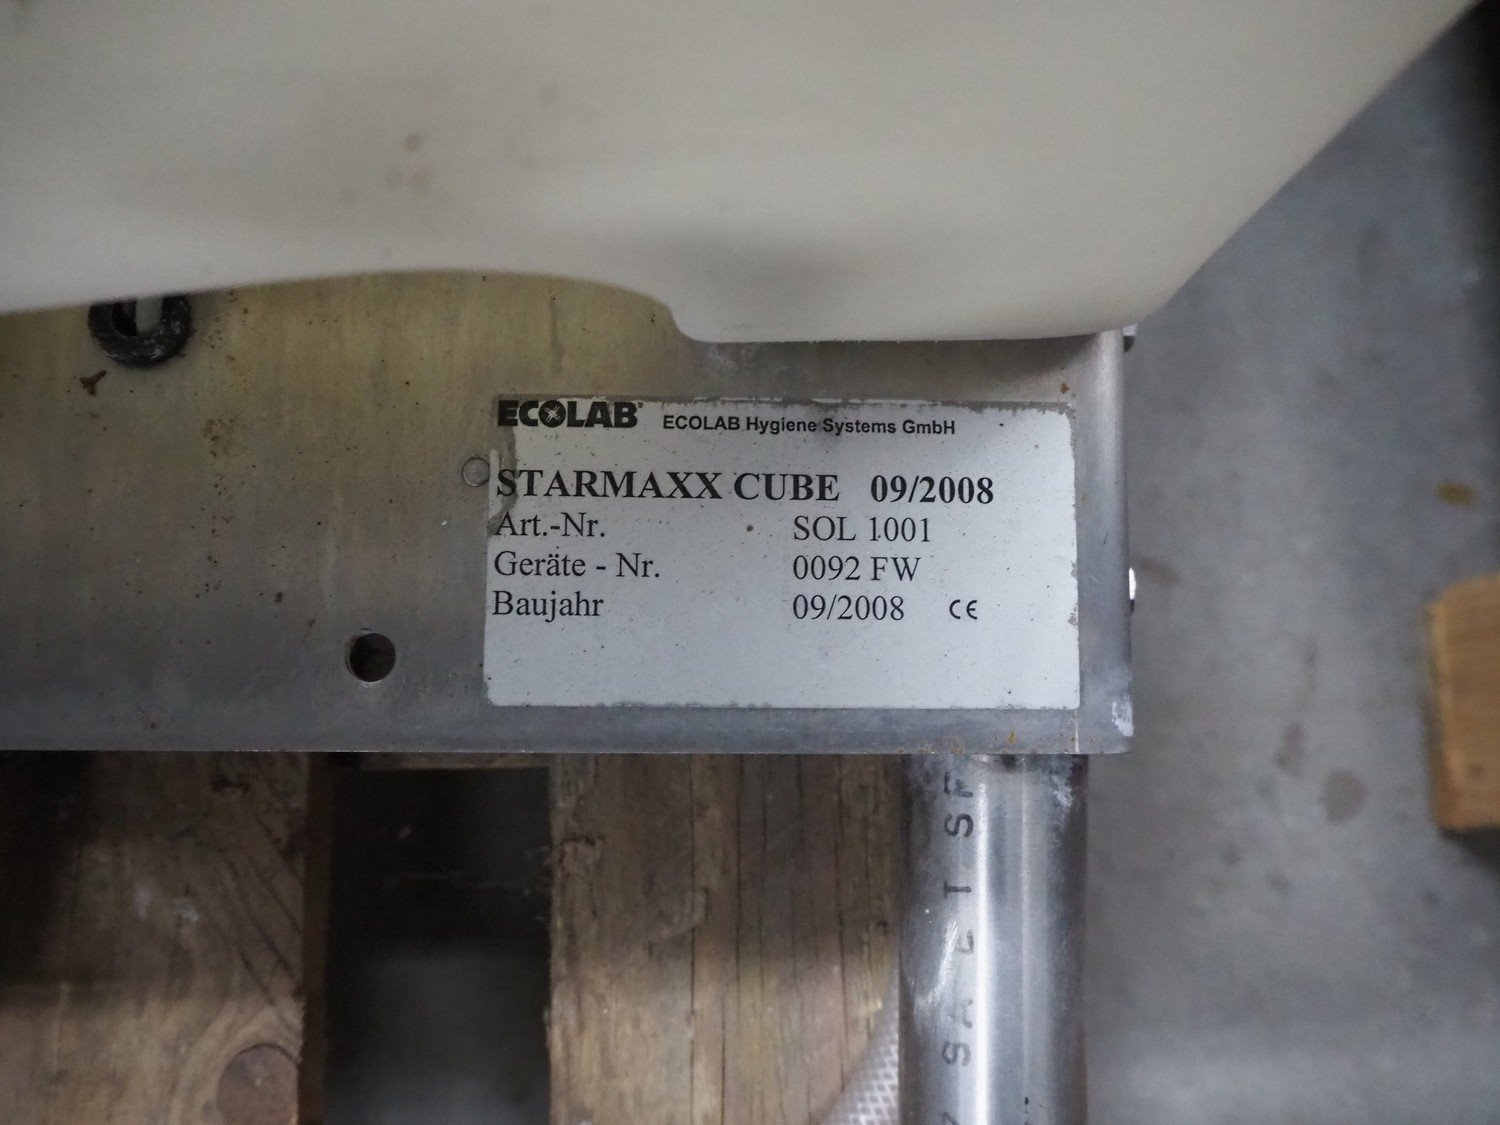 ECOLAB® ECOLAB Hygiene Systems GmbH
STARMAXX CUBE 09/2008
Art.-Nr. SOL 1001
Geräte - Nr. 0092 FW
Baujahr 09/2008 CE